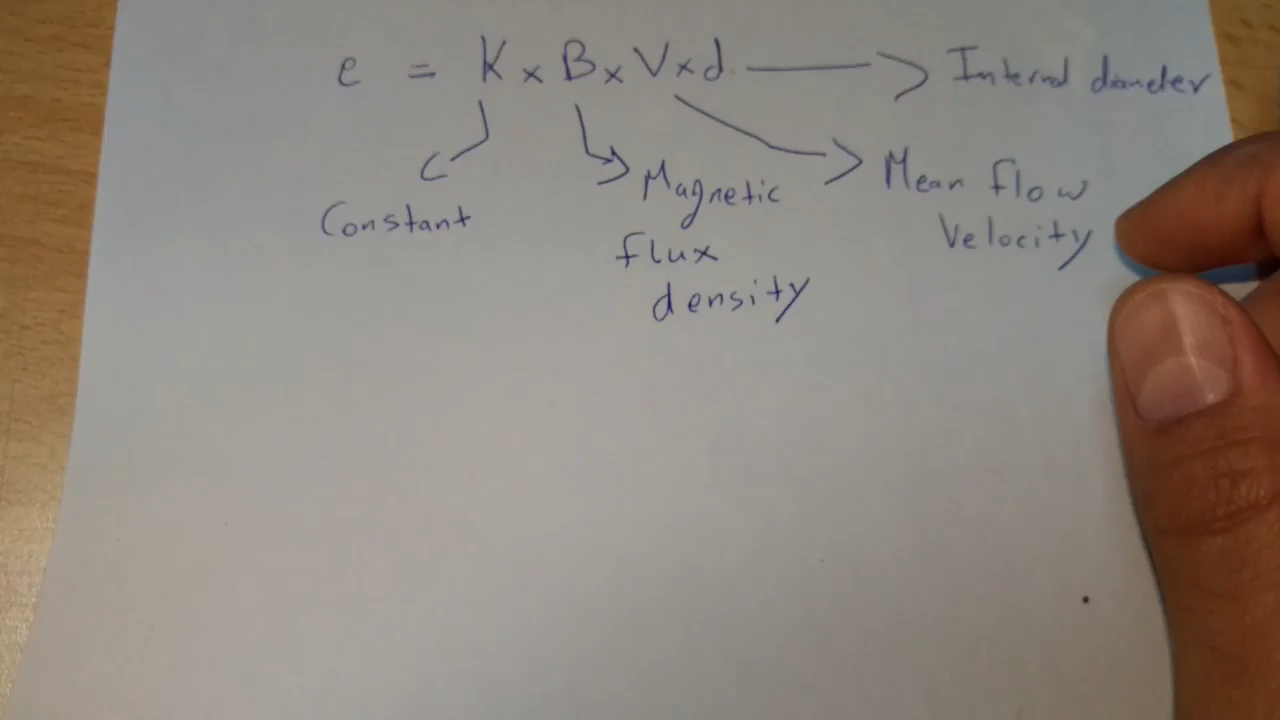 e = K × B × V × d → Internal diameter
Constant
Magnetic
flux
density
Mean flow
Velocity